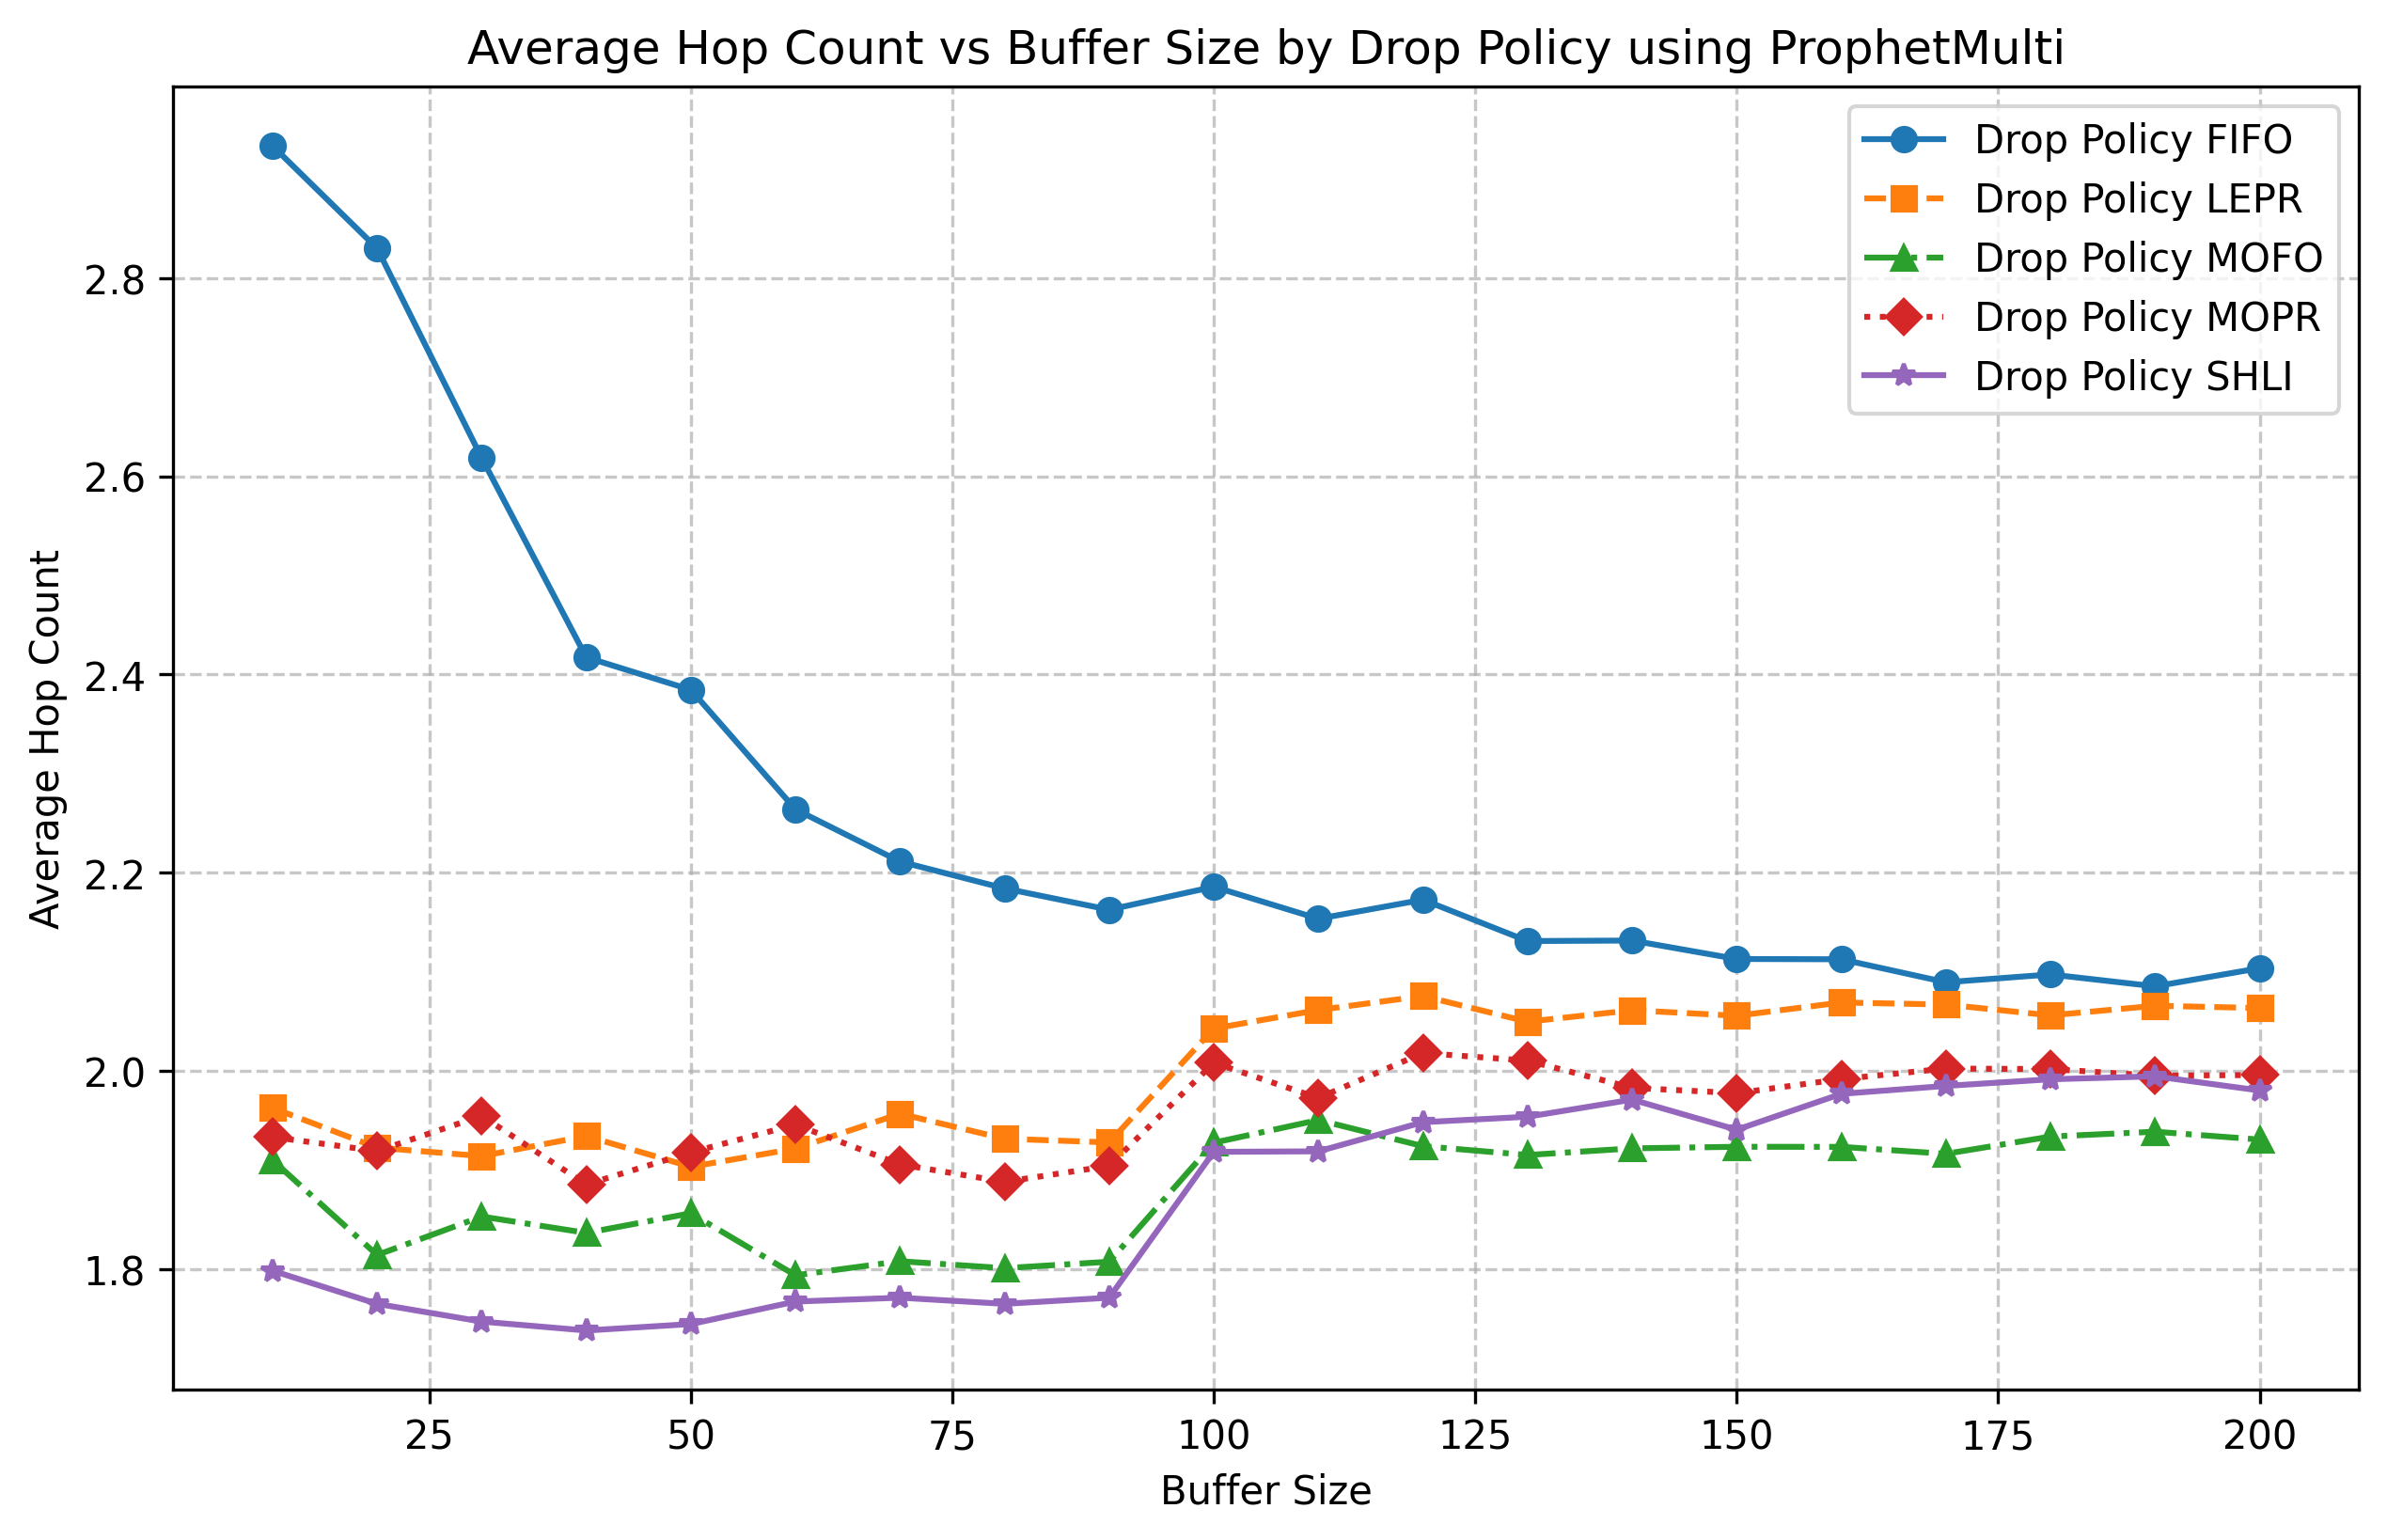 Average Hop Count vs Buffer Size by Drop Policy using ProphetMulti
Drop Policy FIFO
Drop Policy LEPR
Drop Policy MOFO
Drop Policy MOPR
Drop Policy SHLI
Average Hop Count
2.8
2.6
2.4
2.2
2.0
1.8
25 50 75 100 125 150 175 200
Buffer Size